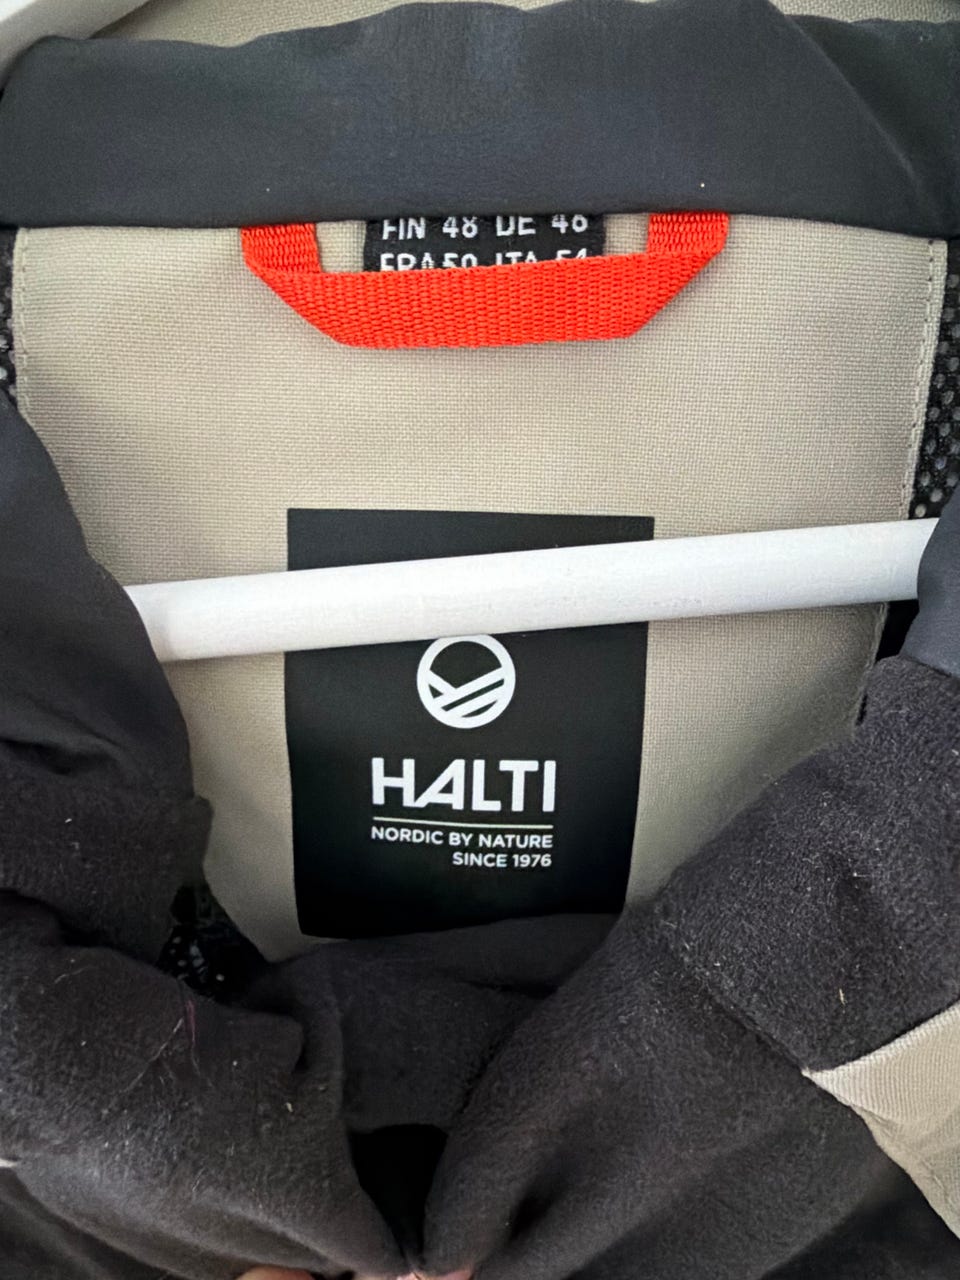 FIN 48 DE 46
FRA 50 ITA 54
HALTI
NORDIC BY NATURE
SINCE 1976